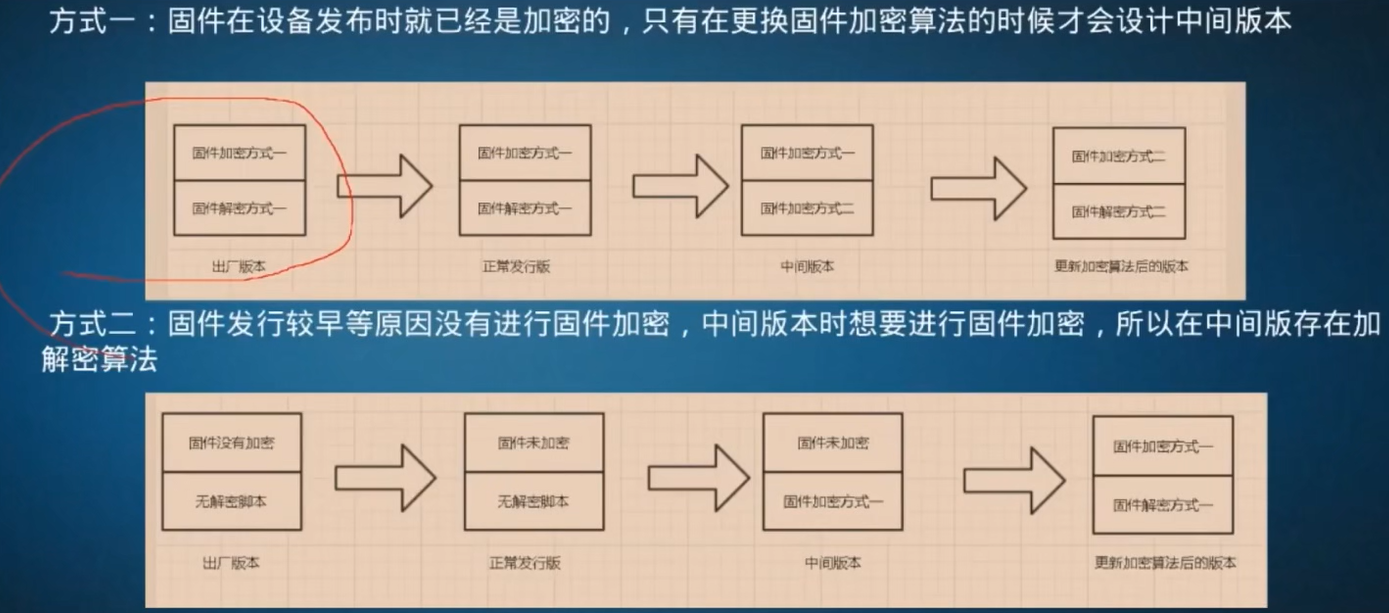 方式一：固件在设备发布时就已经是加密的，只有在更换固件加密算法的时候才会设计中间版本
固件加密方式一
固件解密方式一
出厂版本
固件加密方式一
固件解密方式一
正常发行版
固件加密方式一
固件加密方式二
中间版本
固件加密方式二
固件解密方式二
更新加密算法后的版本
方式二：固件发行较早等原因没有进行固件加密，中间版本时想要进行固件加密，所以在中间版存在加
解密算法
固件没有加密
无解密脚本
出厂版本
固件未加密
无解密脚本
正常发行版
固件未加密
固件加密方式一
中间版本
固件加密方式一
固件解密方式一
更新加密算法后的版本